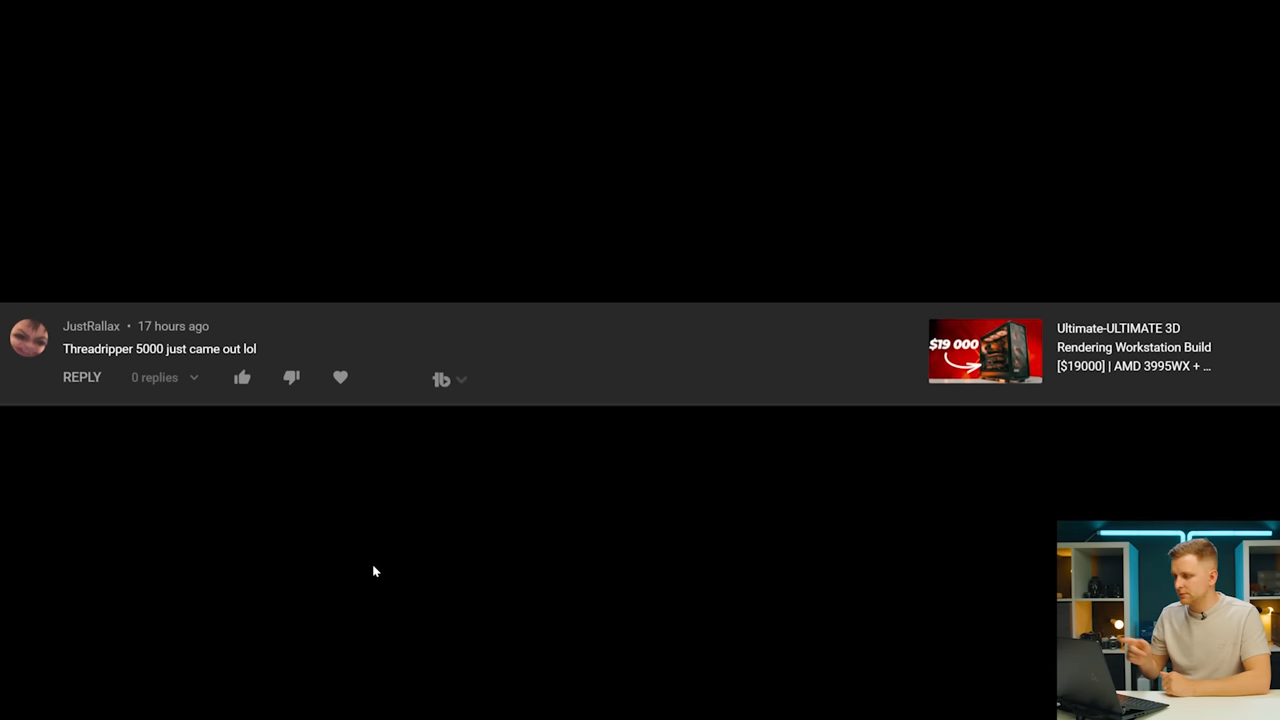 JustRallax • 17 hours ago
Threadripper 5000 just came out lol
REPLY 0 replies
$19 000
Ultimate-ULTIMATE 3D
Rendering Workstation Build
[$19000] | AMD 3995WX + ...